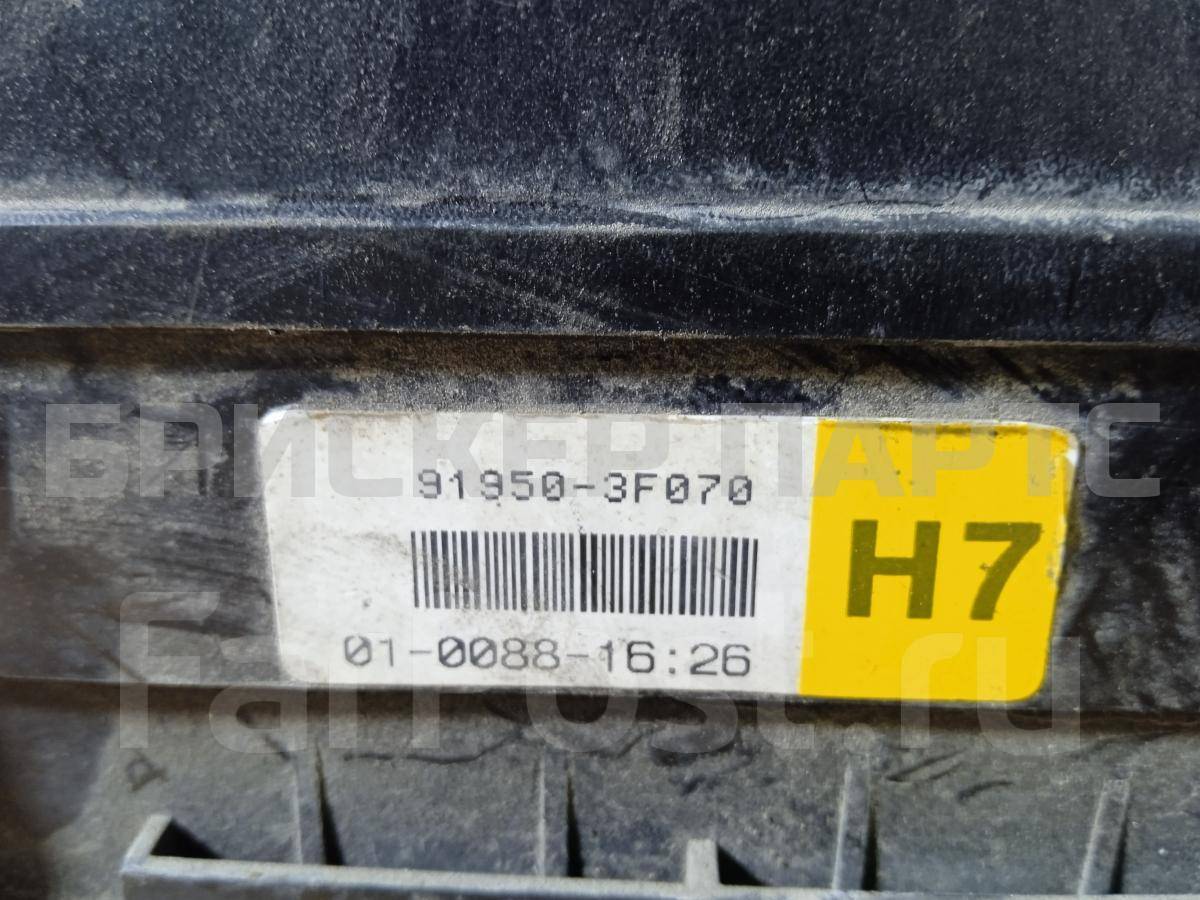 БРИСКЕР ПАРТС
91950-3F070
H7
01-0088-16:26
FarPost.ru